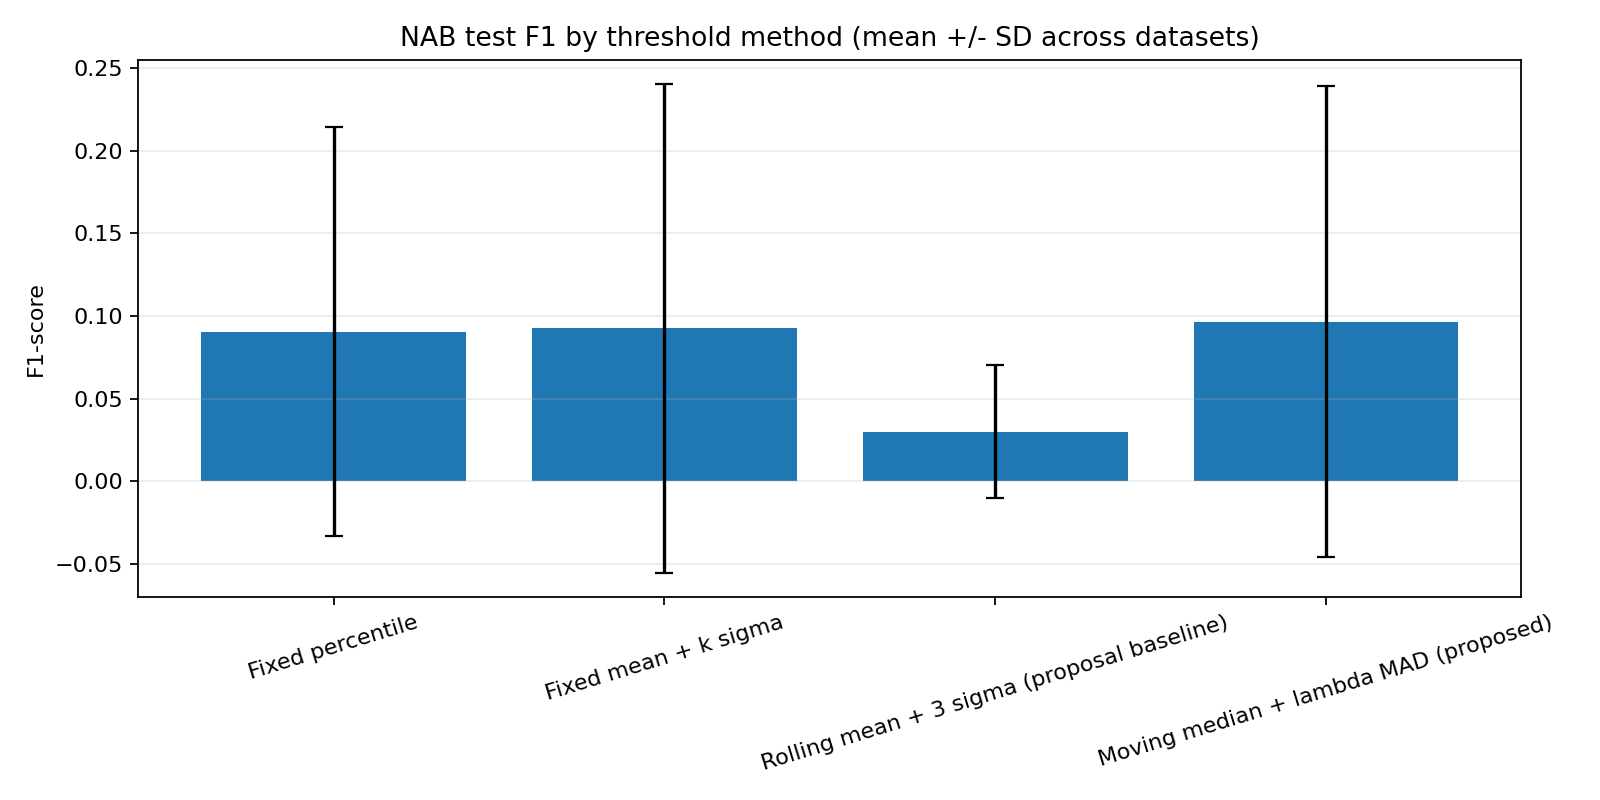 NAB test F1 by threshold method (mean +/- SD across datasets)
F1-score
0.25
0.20
0.15
0.10
0.05
0.00
−0.05
Fixed percentile
Fixed mean + k sigma
Rolling mean + 3 sigma (proposal baseline)
Moving median + lambda MAD (proposed)